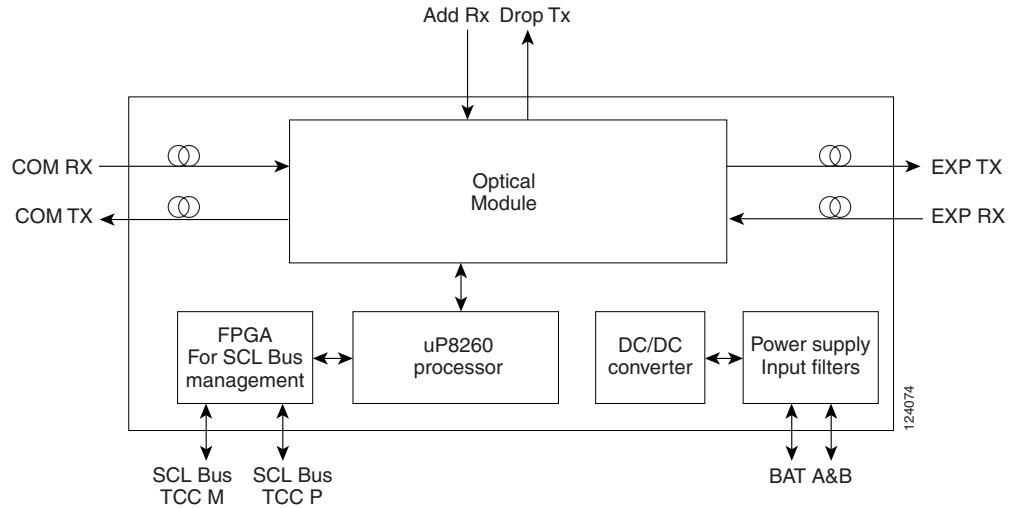 Add Rx Drop Tx
COM RX
COM TX
Optical
Module
EXP TX
EXP RX
FPGA
For SCL Bus
management
uP8260
processor
DC/DC
converter
Power supply
Input filters
124074
SCL Bus
TCC M
SCL Bus
TCC P
BAT A&B